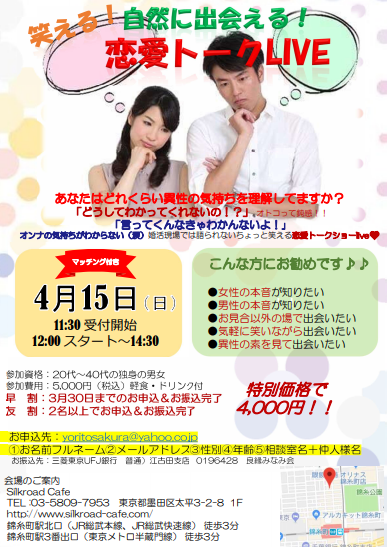 笑える！自然に出会える！
恋愛トークLIVE
あなたはどれくらい異性の気持ちを理解してますか？
「どうしてわかってくれないの！？」,オトコって鈍感！！
「言ってくんなきゃわかんないよ！」
オンナの気持ちがわからない（涙）婚活現場では語られないちょっと笑える恋愛トークショーlive♥
マッチング付き
4月15日（日）
11:30 受付開始
12:00 スタート～14:30
こんな方にお勧めです♪♪
●女性の本音が知りたい
●男性の本音が知りたい
●お見合以外の場で出会いたい
●気軽に笑いながら出会いたい
●異性の素を見て出会いたい
参加資格：20代～40代の独身の男女
参加費用：5,000円（税込）軽食・ドリンク付
早　割：3月30日までのお申込＆お振込完了
友　割：2名以上でお申込＆お振込完了
特別価格で
4,000円！！
お申込先：yoritosakura@yahoo.co.jp
①お名前フルネーム②メールアドレス③性別④年齢⑤相談室名＋仲人様名
お振込先：三菱東京UFJ銀行　普通）江古田支店　0196428　良縁みなみ会
会場のご案内
Silkroad Cafe
TEL：03-5809-7953　東京都墨田区太平3-2-8 1F
http://www.silkroad-cafe.com/
錦糸町駅北口（JR総武本線、JR総武快速線） 徒歩3分
錦糸町駅3番出口（東京メトロ半蔵門線） 徒歩3分
錦糸公園
アルカキット錦糸町
錦糸町駅